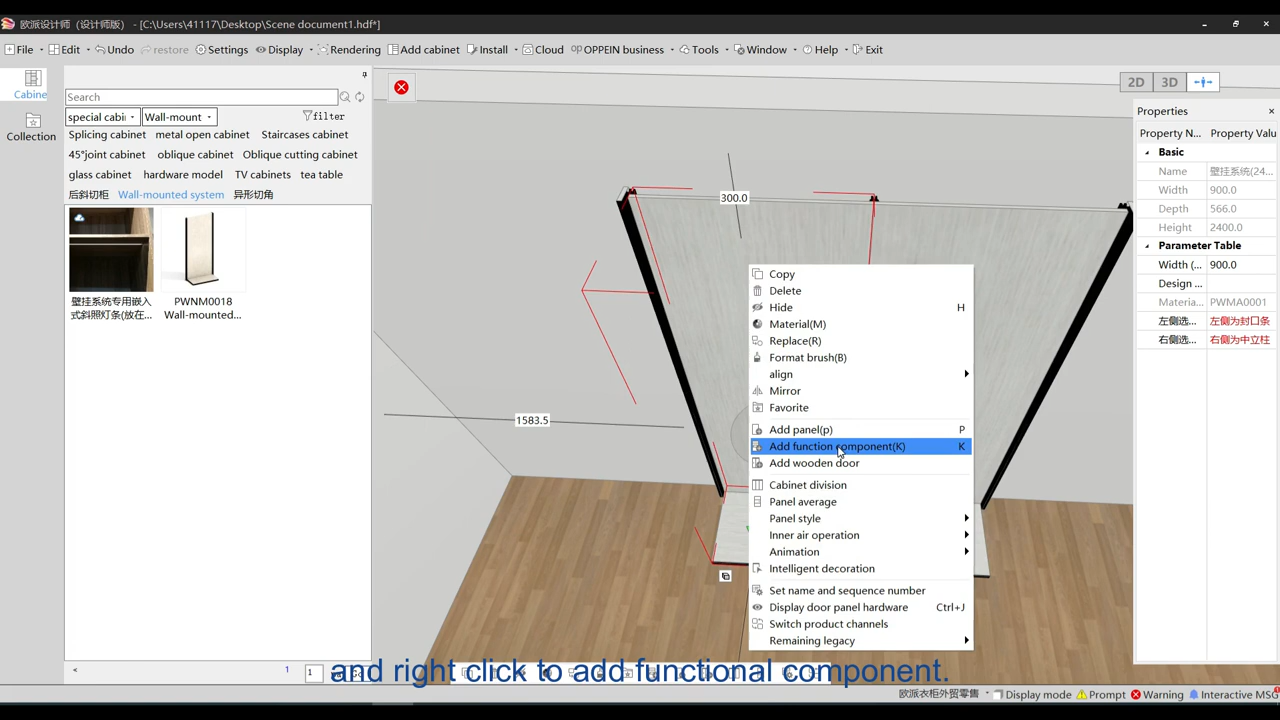 欧派设计师（设计师版） - [C:\Users\41117\Desktop\Scene document1.hdf*]
File Edit Undo restore Settings Display Rendering Add cabinet Install Cloud OPPEIN business Tools Window Help Exit
Cabine
Collection
Search
special cabi Wall-mount filter
Splicing cabinet metal open cabinet Staircases cabinet
45°joint cabinet oblique cabinet Oblique cutting cabinet
glass cabinet hardware model TV cabinets tea table
后斜切柜 Wall-mounted system 异形切角
壁挂系统专用嵌入
式斜照灯条(放在...
PWNM0018
Wall-mounted...
< 1 1
2D 3D
300.0
1583.5
Copy
Delete
Hide H
Material(M)
Replace(R)
Format brush(B)
align
Mirror
Favorite
Add panel(p) P
Add function component(K) K
Add wooden door
Cabinet division
Panel average
Panel style
Inner air operation
Animation
Intelligent decoration
Set name and sequence number
Display door panel hardware Ctrl+J
Switch product channels
Remaining legacy
Properties
Property N... Property Valu
Basic
Name 壁挂系统(24...
Width 900.0
Depth 566.0
Height 2400.0
Parameter Table
Width (... 900.0
Design ...
Materia... PWMA0001
左侧选... 左侧为封口条
右侧选... 右侧为中立柱
and right click to add functional component.
欧派衣柜外贸零售 Display mode Prompt Warning Interactive MSG